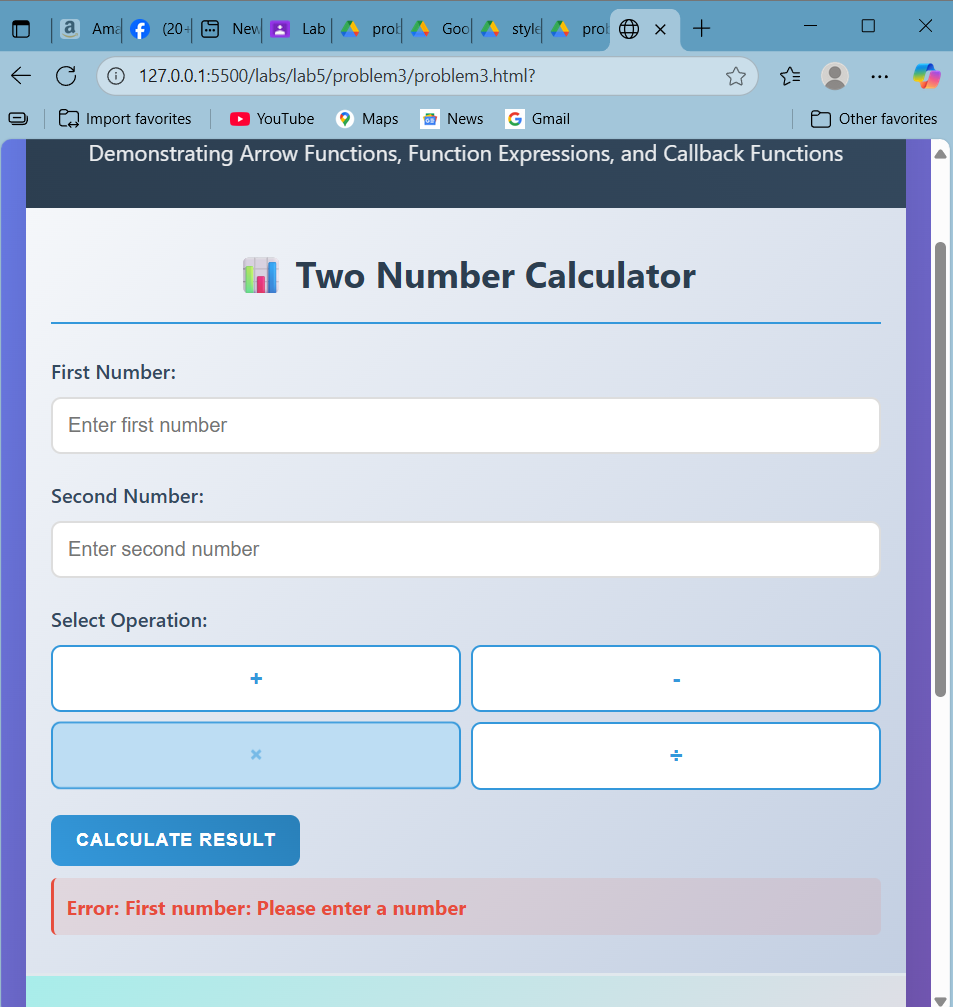 Ama
(20+
New
Lab
prob
Goo
style
prob
127.0.0.1:5500/labs/lab5/problem3/problem3.html?
Import favorites
YouTube
Maps
News
Gmail
Other favorites
Demonstrating Arrow Functions, Function Expressions, and Callback Functions
Two Number Calculator
First Number:
Enter first number
Second Number:
Enter second number
Select Operation:
+
-
×
÷
CALCULATE RESULT
Error: First number: Please enter a number